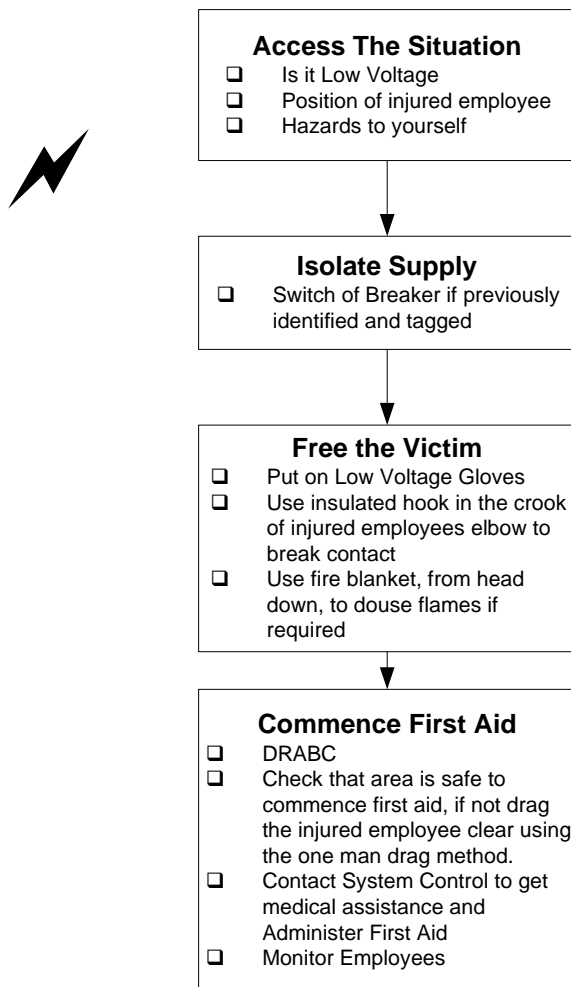 Access The Situation
❑ Is it Low Voltage
❑ Position of injured employee
❑ Hazards to yourself
Isolate Supply
❑ Switch of Breaker if previously
identified and tagged
Free the Victim
❑ Put on Low Voltage Gloves
❑ Use insulated hook in the crook
of injured employees elbow to
break contact
❑ Use fire blanket, from head
down, to douse flames if
required
Commence First Aid
❑ DRABC
❑ Check that area is safe to
commence first aid, if not drag
the injured employee clear using
the one man drag method.
❑ Contact System Control to get
medical assistance and
Administer First Aid
❑ Monitor Employees